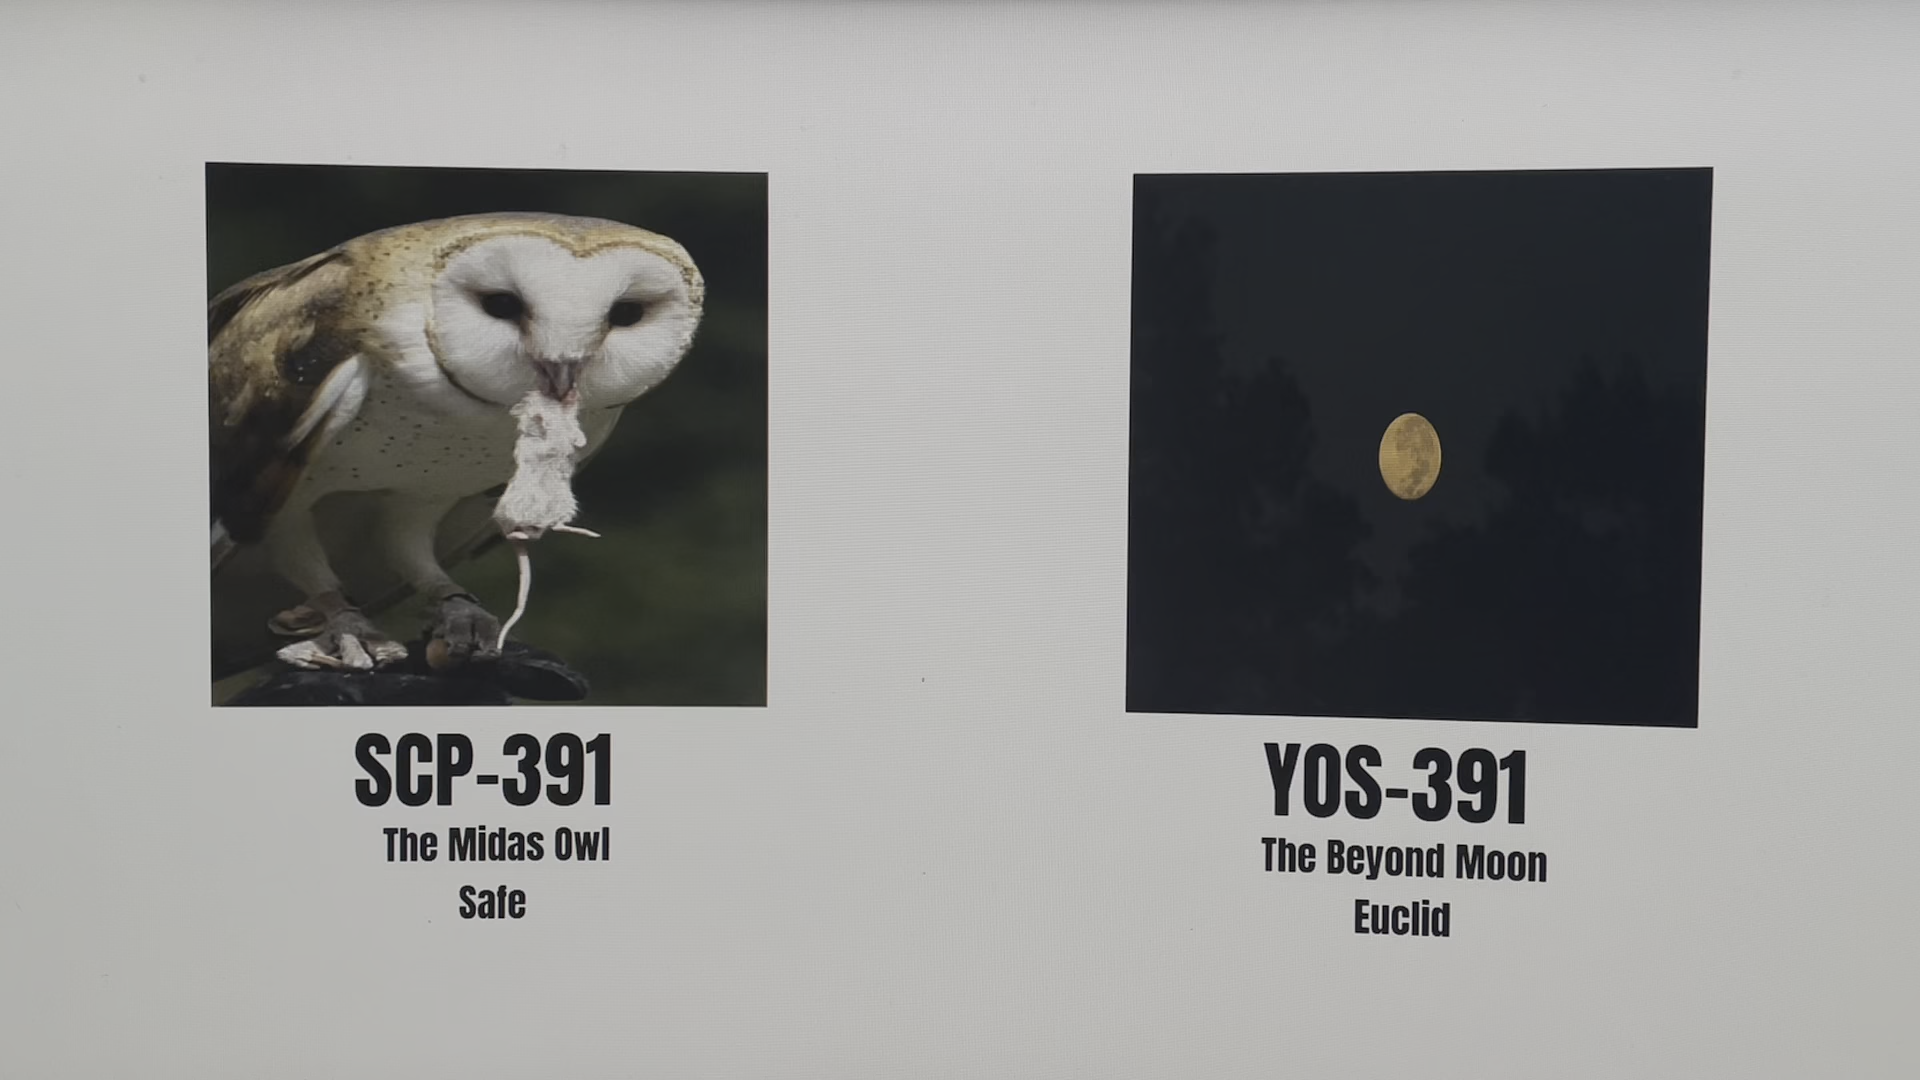 SCP-391
The Midas Owl
Safe
YOS-391
The Beyond Moon
Euclid